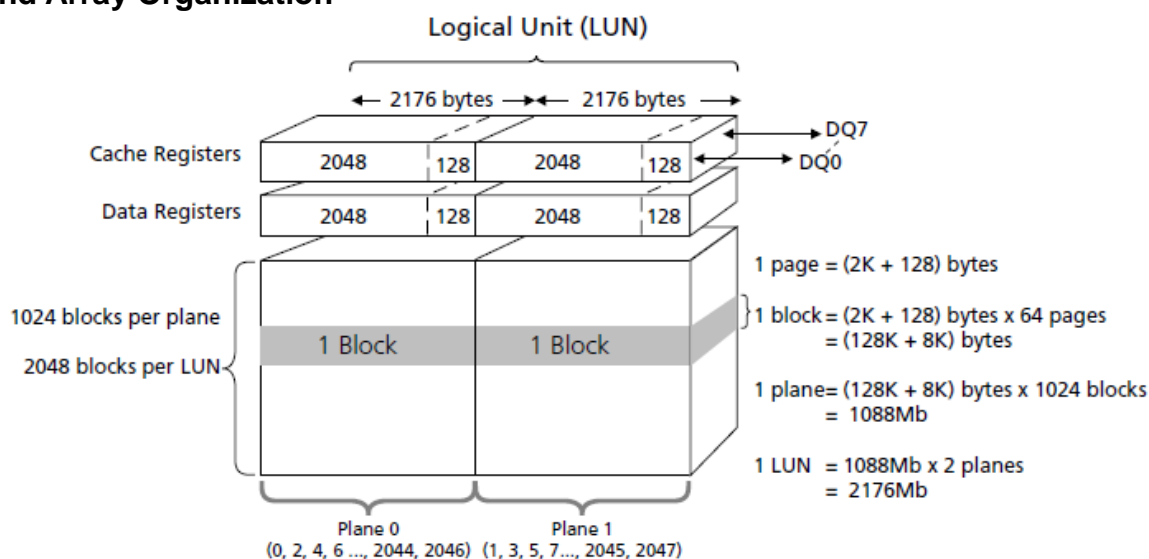 nd Array Organization
Logical Unit (LUN)
2176 bytes 2176 bytes
DQ7
Cache Registers 2048 128 2048 128 DQ0
Data Registers 2048 128 2048 128
1 page = (2K + 128) bytes
1024 blocks per plane
1 Block 1 Block
1 block = (2K + 128) bytes x 64 pages
= (128K + 8K) bytes
2048 blocks per LUN
1 plane= (128K + 8K) bytes x 1024 blocks
= 1088Mb
1 LUN = 1088Mb x 2 planes
= 2176Mb
Plane 0 Plane 1
(0, 2, 4, 6 ..., 2044, 2046) (1, 3, 5, 7..., 2045, 2047)